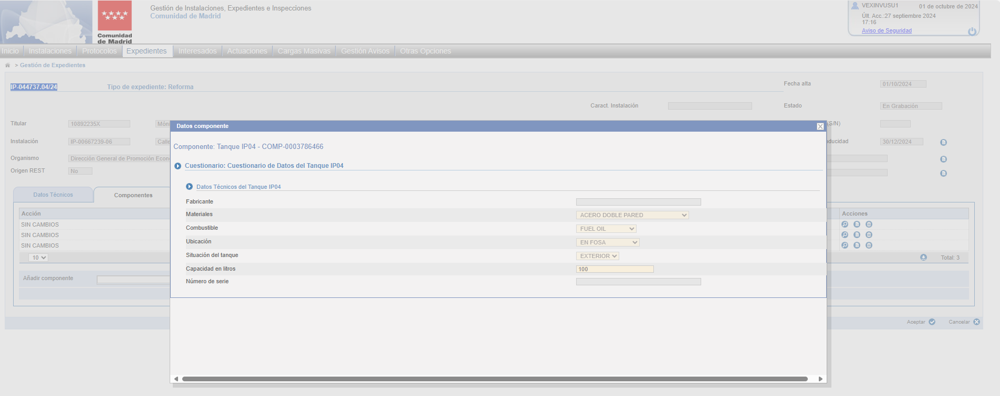 Gestión de Instalaciones, Expedientes e Inspecciones
Comunidad de Madrid
Comunidad
de Madrid
VEXINVUSU1 01 de octubre de 2024
Últ. Acc.:27 septiembre 2024
17:16
Aviso de Seguridad
Inicio Instalaciones Protocolos Expedientes Interesados Actuaciones Cargas Masivas Gestión Avisos Otras Opciones
> Gestión de Expedientes
IP-044737.04/24 Tipo de expediente: Reforma
Fecha alta 01/10/2024
Caract. Instalación Estado En Grabación
Titular 10892235X Móni (S/N)
Instalación IP-00667239-06 Calle aducidad 30/12/2024
Organismo Dirección General de Promoción Econ
Origen REST No
Datos Técnicos Componentes
Acción Acciones
SIN CAMBIOS
SIN CAMBIOS
SIN CAMBIOS
10 Total: 3
Añadir componente
Aceptar Cancelar
Datos componente
Componente: Tanque IP04 - COMP-0003786466
Cuestionario: Cuestionario de Datos del Tanque IP04
Datos Técnicos del Tanque IP04
Fabricante
Materiales ACERO DOBLE PARED
Combustible FUEL OIL
Ubicación EN FOSA
Situación del tanque EXTERIOR
Capacidad en litros 100
Número de serie